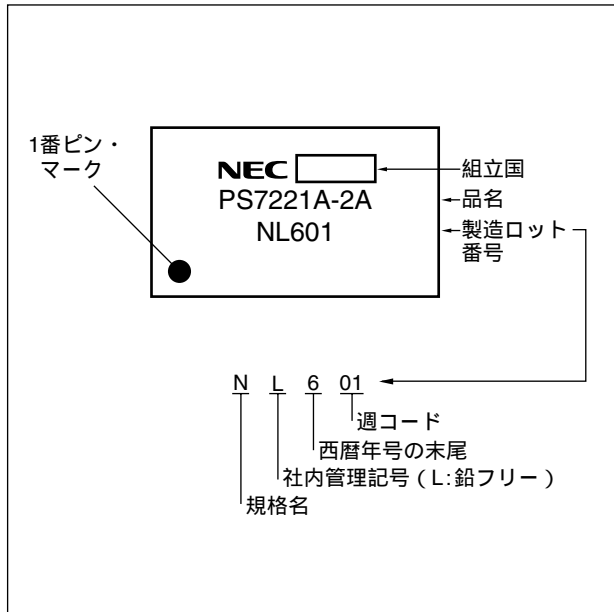 1番ピン・
マーク
NEC
PS7221A-2A
NL601
組立国
品名
製造ロット
番号
N L 6 01
週コード
西暦年号の末尾
社内管理記号（L:鉛フリー）
規格名